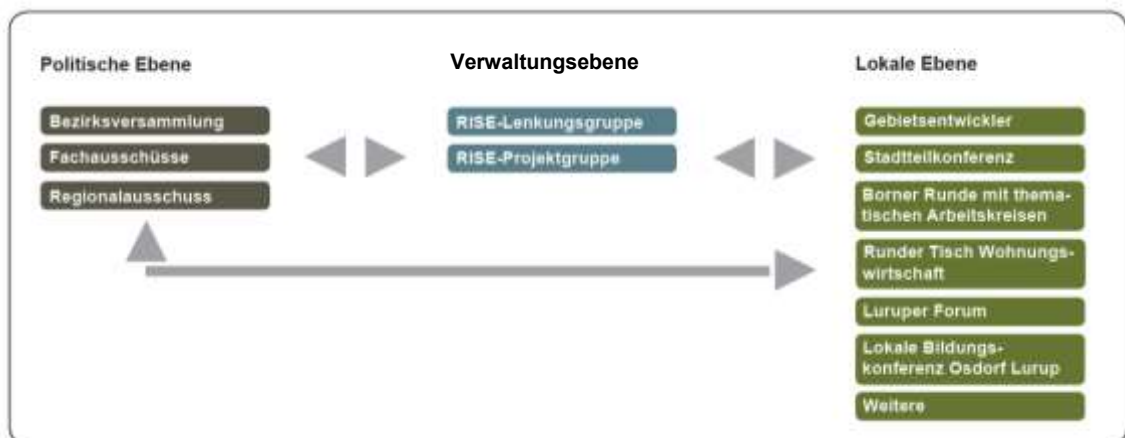 Politische Ebene
Bezirksversammlung
Fachausschüsse
Regionalausschuss
Verwaltungsebene
RISE-Lenkungsgruppe
RISE-Projektgruppe
Lokale Ebene
Gebietsentwickler
Stadtteilkonferenz
Borner Runde mit thema-
tischen Arbeitskreisen
Runder Tisch Wohnungs-
wirtschaft
Luruper Forum
Lokale Bildungs-
konferenz Osdorf Lurup
Weitere